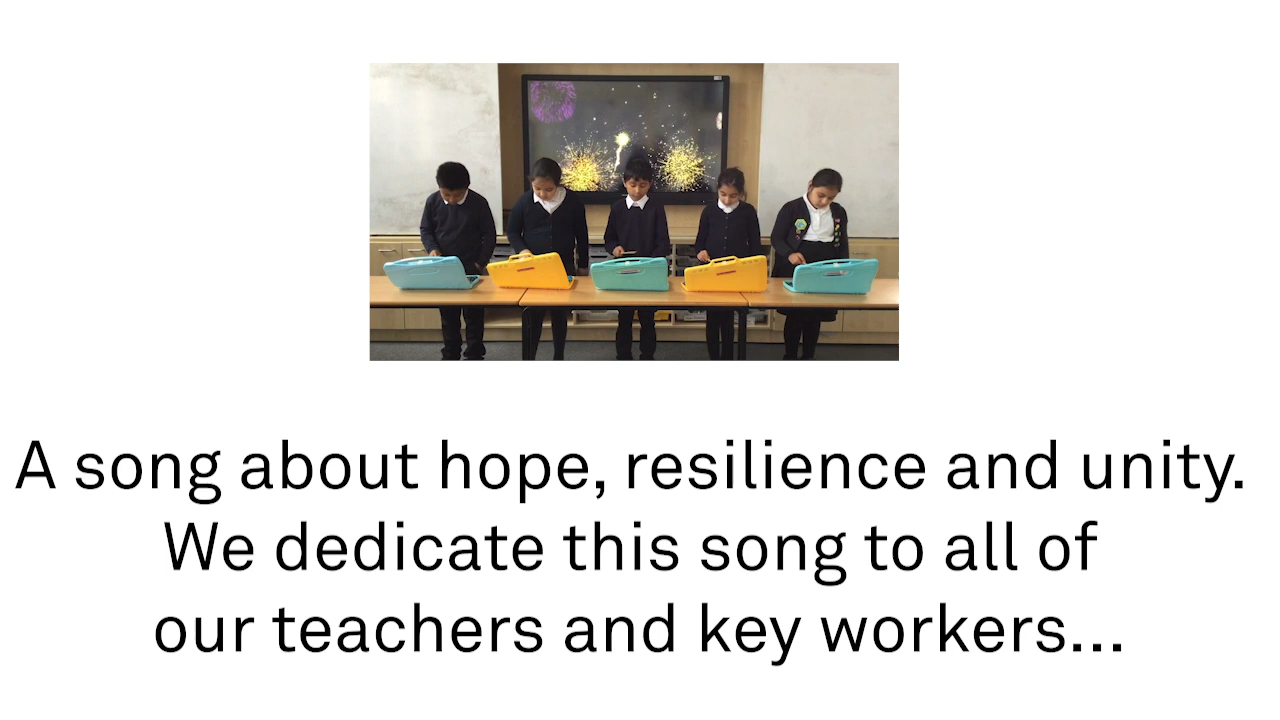 A song about hope, resilience and unity.
We dedicate this song to all of
our teachers and key workers...